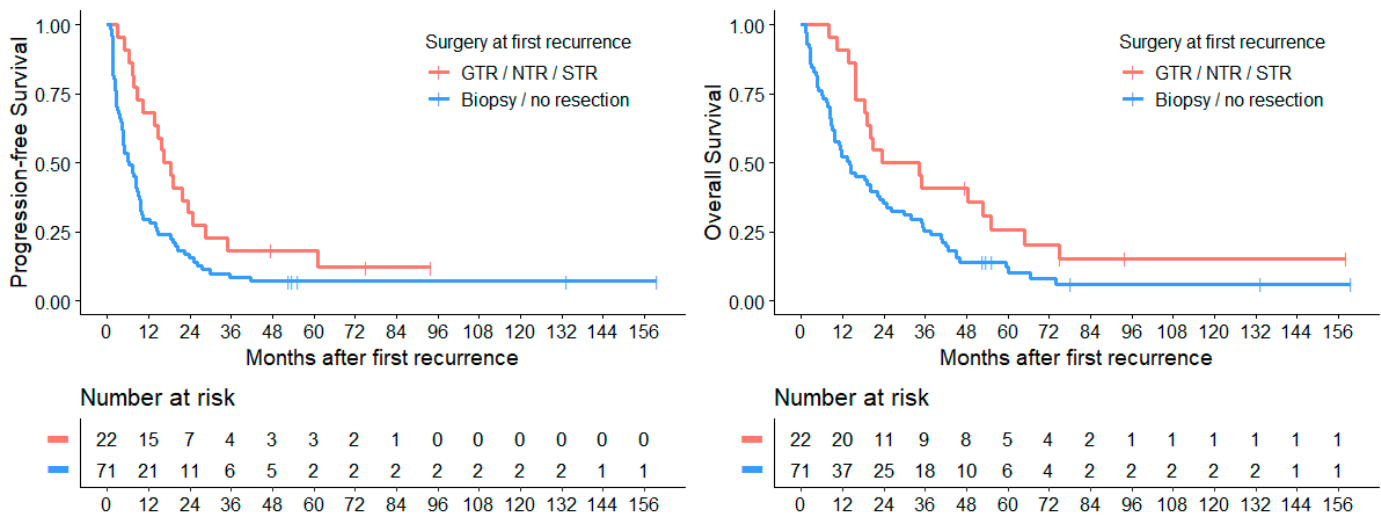 Progression-free Survival
1.00
0.75
0.50
0.25
0.00
Surgery at first recurrence
GTR / NTR / STR
Biopsy / no resection
0 12 24 36 48 60 72 84 96 108 120 132 144 156
Months after first recurrence
Number at risk
22 15 7 4 3 3 2 1 0 0 0 0 0 0
71 21 11 6 5 2 2 2 2 2 2 2 1 1
0 12 24 36 48 60 72 84 96 108 120 132 144 156
Overall Survival
1.00
0.75
0.50
0.25
0.00
Surgery at first recurrence
GTR / NTR / STR
Biopsy / no resection
0 12 24 36 48 60 72 84 96 108 120 132 144 156
Months after first recurrence
Number at risk
22 20 11 9 8 5 4 2 1 1 1 1 1 1
71 37 25 18 10 6 4 2 2 2 2 2 1 1
0 12 24 36 48 60 72 84 96 108 120 132 144 156